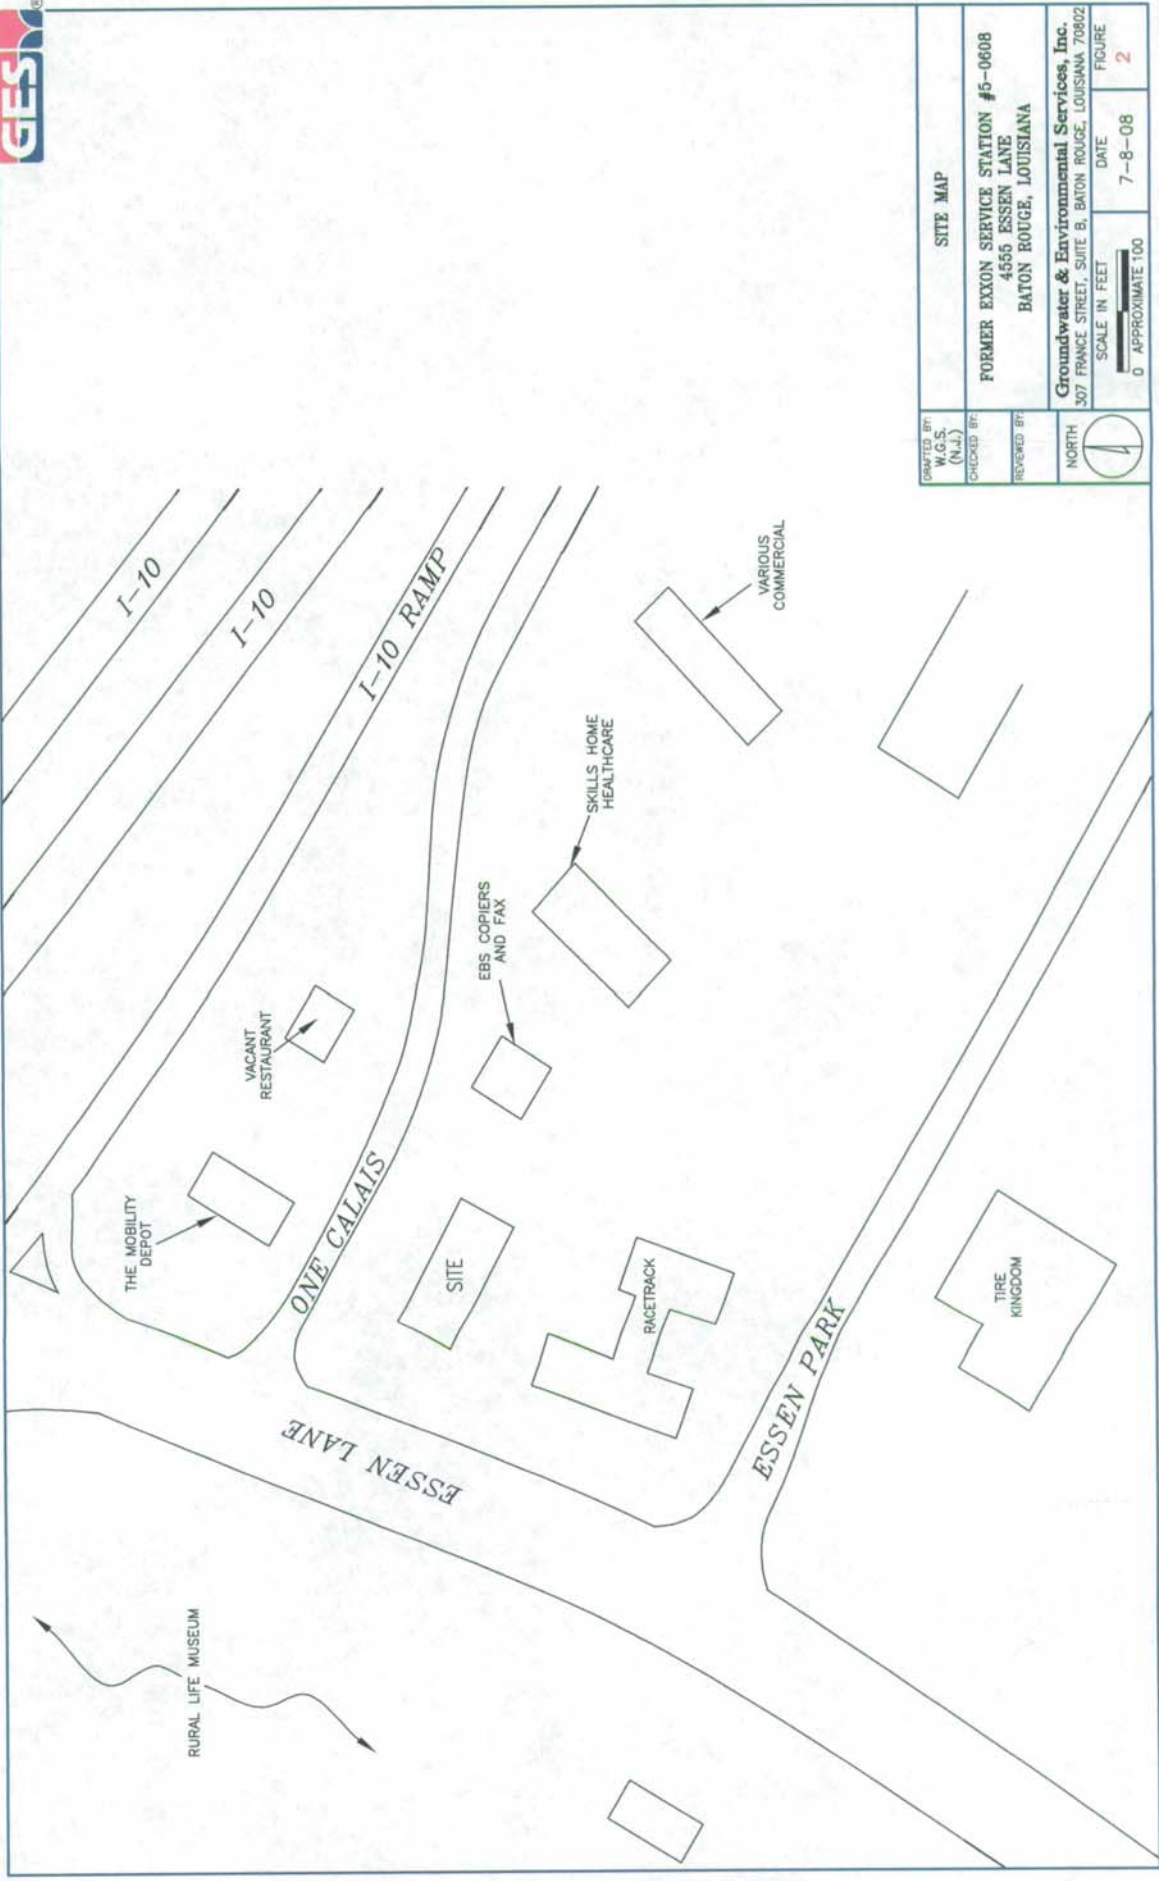 GES
®
I-10
I-10
I-10 RAMP
THE MOBILITY
DEPOT
VACANT
RESTAURANT
ONE CALAIS
ESSEN LANE
RURAL LIFE MUSEUM
SITE
EBS COPIERS
AND FAX
SKILLS HOME
HEALTHCARE
VARIOUS
COMMERCIAL
RACETRACK
ESSEN PARK
TIRE
KINGDOM
DRAFTED BY:
W.G.S.
(N.J.)
CHECKED BY:
REVIEWED BY:
NORTH
SITE MAP
FORMER EXXON SERVICE STATION #5-0608
4555 ESSEN LANE
BATON ROUGE, LOUISIANA
Groundwater & Environmental Services, Inc.
307 FRANCE STREET, SUITE B, BATON ROUGE, LOUISIANA 70802
SCALE IN FEET
0 APPROXIMATE 100
DATE
7-8-08
FIGURE
2